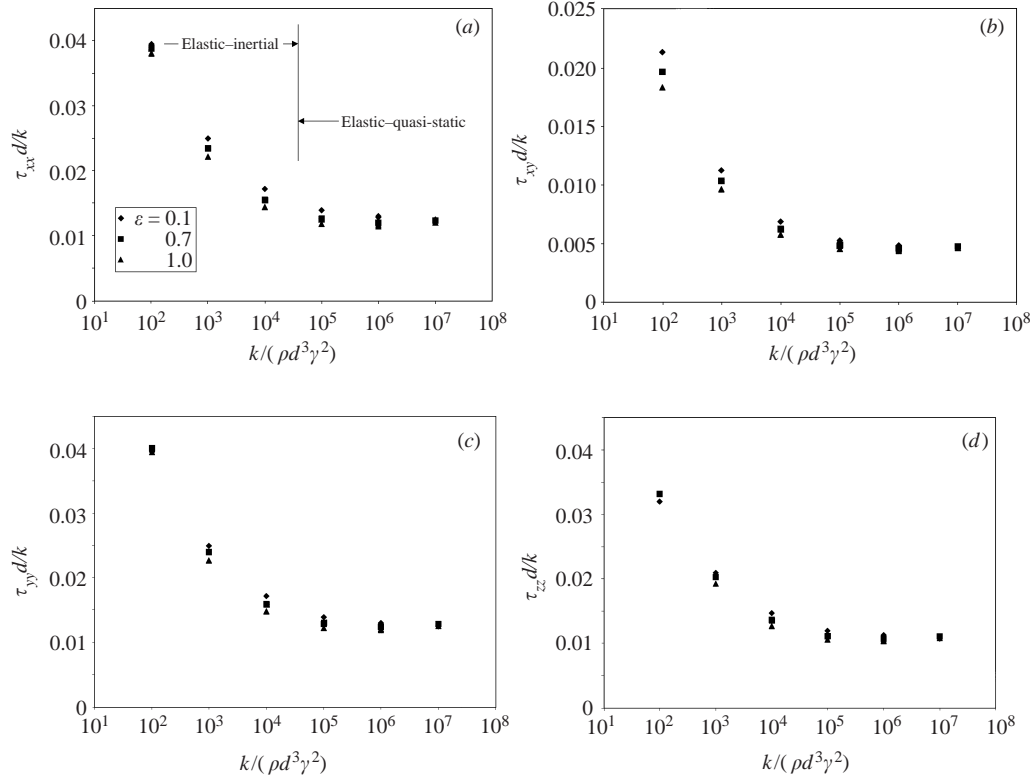 (a)
0.04
0.03
0.02
0.01
0
τxx d/k
Elastic–inertial
Elastic–quasi-static
ε = 0.1
0.7
1.0
10¹ 10² 10³ 10⁴ 10⁵ 10⁶ 10⁷ 10⁸
k/(ρd³γ²)
(b)
0.025
0.020
0.015
0.010
0.005
0
τxy d/k
10¹ 10² 10³ 10⁴ 10⁵ 10⁶ 10⁷ 10⁸
k/(ρd³γ²)
(c)
0.04
0.03
0.02
0.01
0
τyy d/k
10¹ 10² 10³ 10⁴ 10⁵ 10⁶ 10⁷ 10⁸
k/(ρd³γ²)
(d)
0.04
0.03
0.02
0.01
0
τzz d/k
10¹ 10² 10³ 10⁴ 10⁵ 10⁶ 10⁷ 10⁸
k/(ρd³γ²)